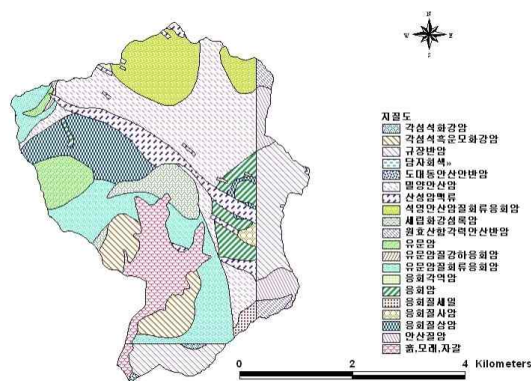 N
W E
S
지질도
각섬석화강암
각섬석흑운모화강암
규장반암
담자회색»
도대동안산반암
밀양안산암
산성암맥류
석영안산암질회류응회암
세립화강섬록암
원효산함각력안산반암
유문암
유문암질강하응회암
유문암질회류응회암
응회각역암
응회암
응회질세일
응회질사암
응회질상암
안산질암
흙,모래,자갈
0 2 4 Kilometers